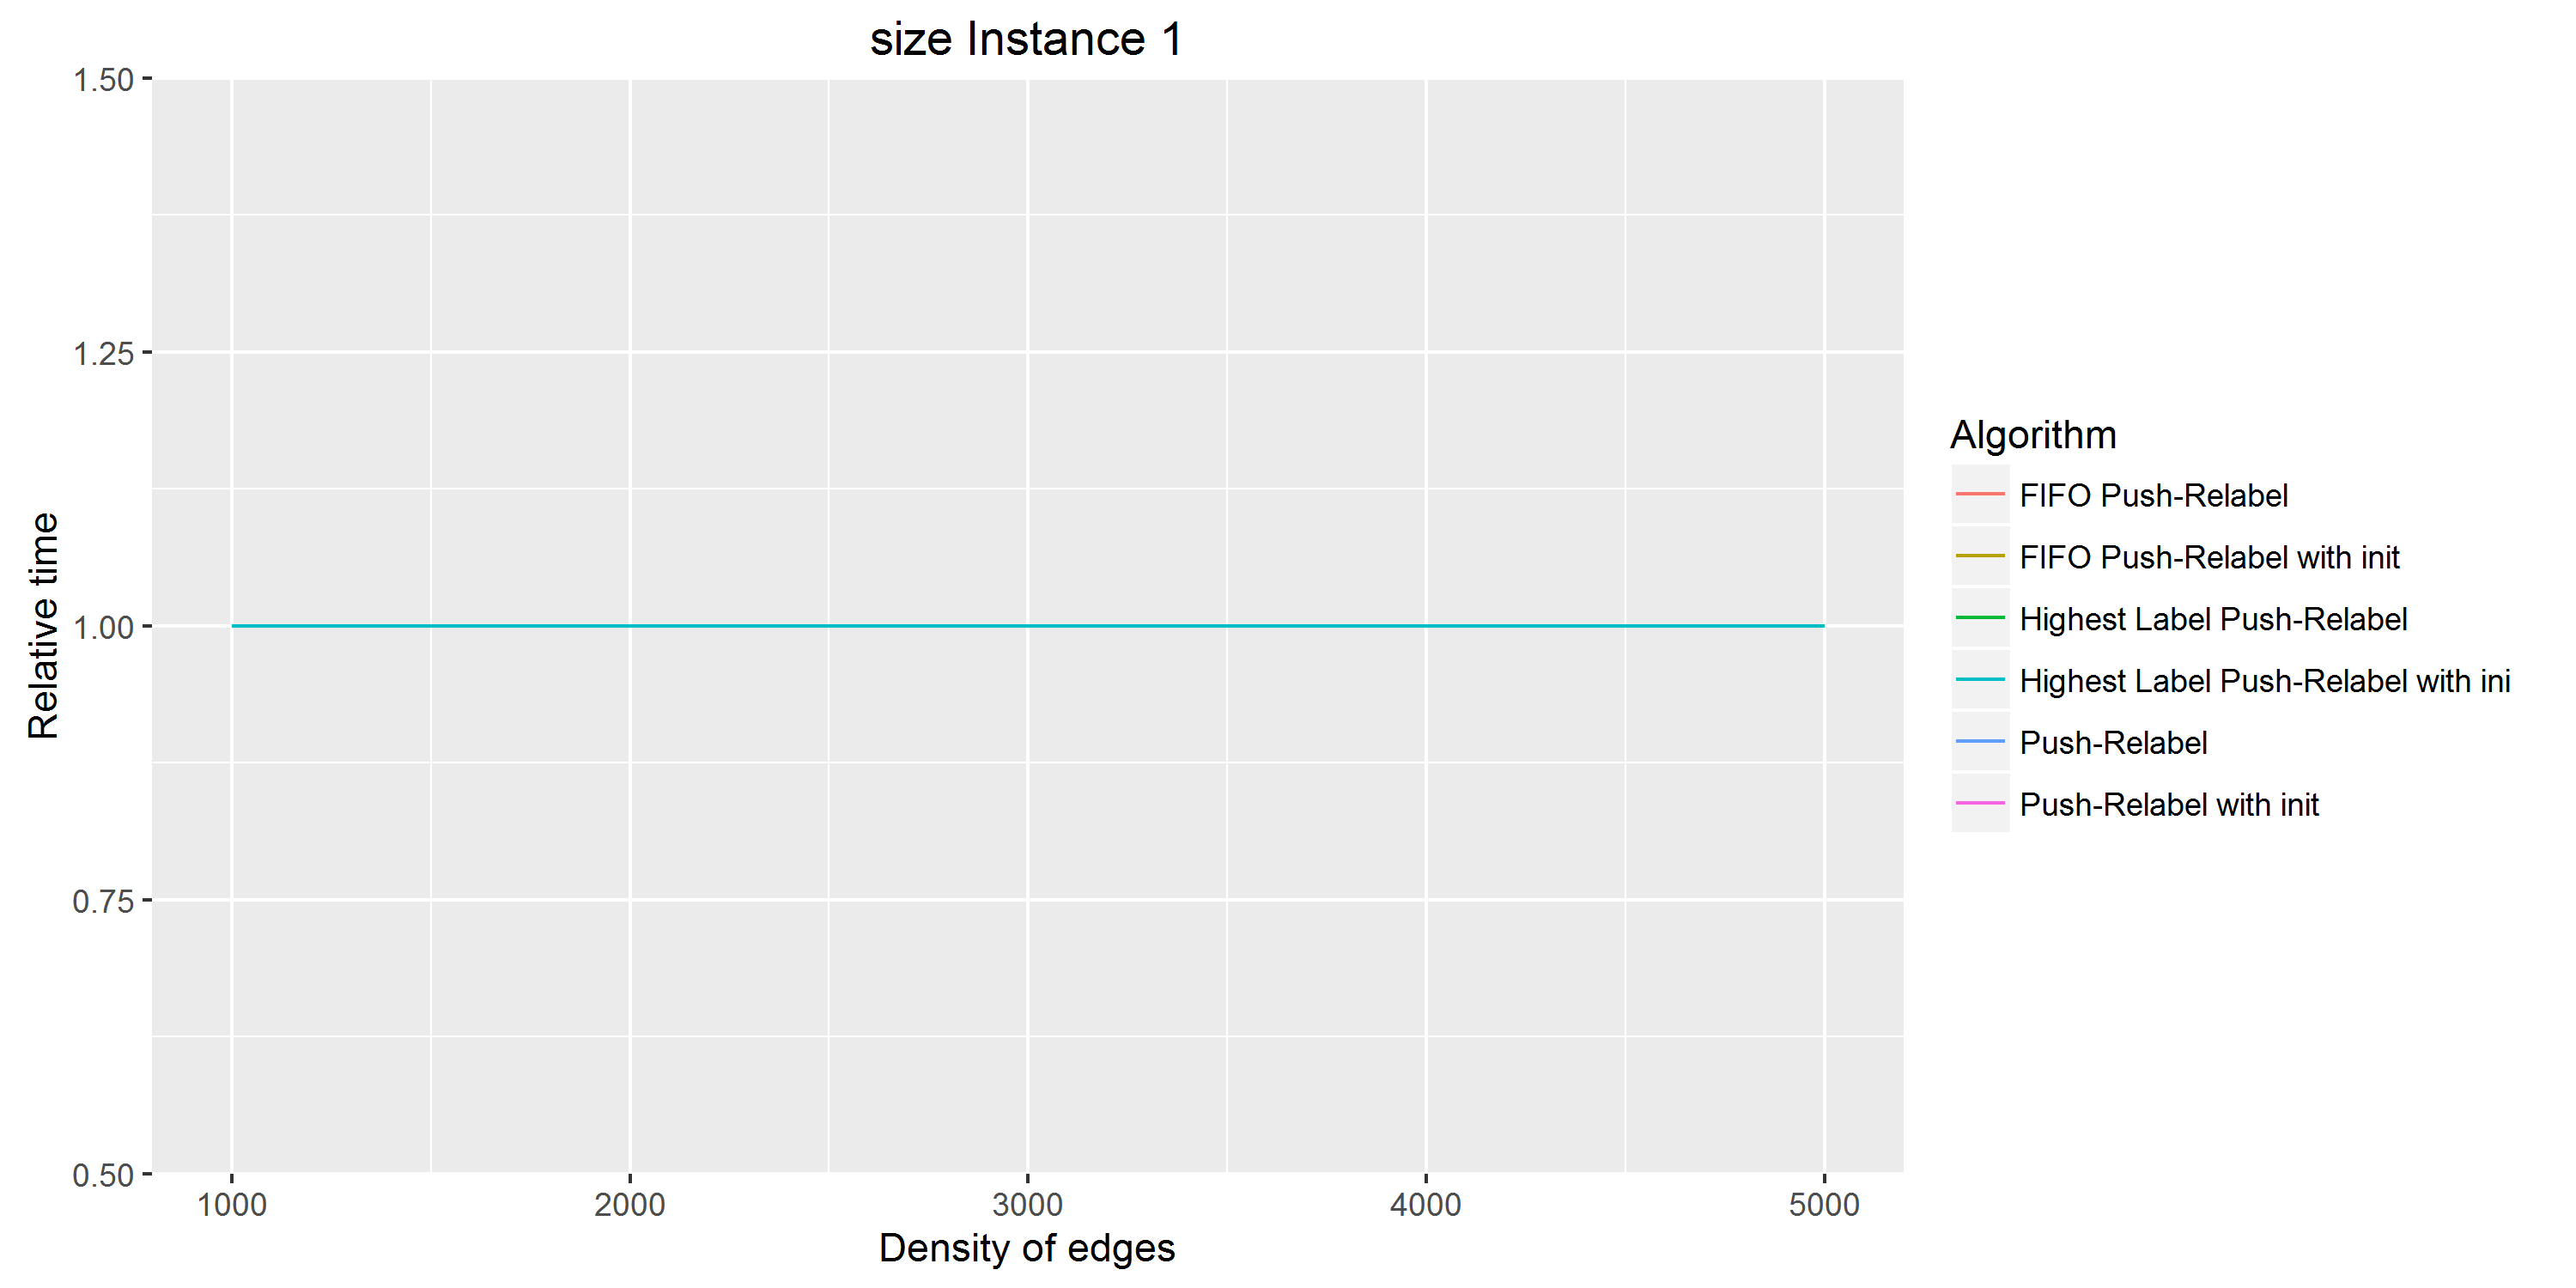 size Instance 1
1.50
1.25
1.00
0.75
0.50
Relative time
1000 2000 3000 4000 5000
Density of edges
Algorithm
FIFO Push-Relabel
FIFO Push-Relabel with init
Highest Label Push-Relabel
Highest Label Push-Relabel with ini
Push-Relabel
Push-Relabel with init